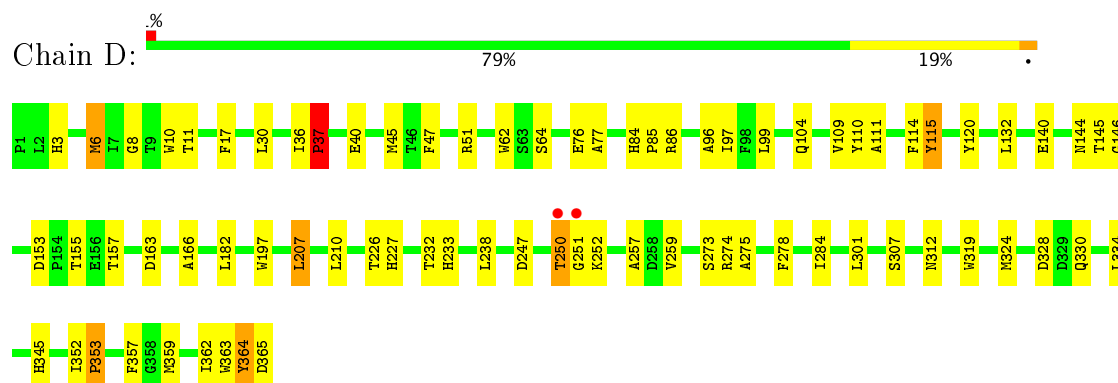 .%
Chain D:
79%
19%
.
P1 L2 H3 M6 I7 G8 T9 W10 T11 F17 L30 I36 P37 E40 M45 T46 F47 R51 W62 S63 S64 E76 A77 H84 P85 R86 A96 I97 F98 L99 Q104 V109 Y110 A111 F114 Y115 Y120 L132 E140 N144 T145 G146
D153 P154 T155 E156 T157 D163 A166 L182 W197 L207 L210 T226 H227 T232 H233 L238 D247 T250 G251 K252 A257 D258 V259 S273 R274 A275 F278 I284 L301 S307 N312 W319 M324 D328 D329 Q330 L334
H345 I352 P353 F357 G358 M359 I362 W363 Y364 D365